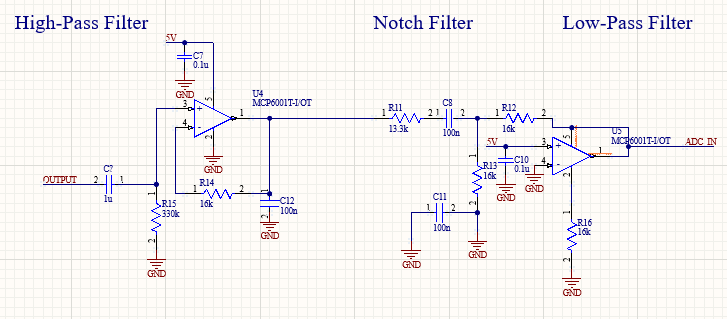 High-Pass Filter
Notch Filter
Low-Pass Filter
5V
C7
0.1u
GND
U4
MCP6001T-I/OT
5
3
+
4
-
1
2
GND
OUTPUT
2
C?
1
1u
1
R15
330k
2
GND
1
R14
2
16k
C12
100n
GND
1
R11
13.3k
2
1
C8
2
100n
1
R12
2
16k
5V
C10
0.1u
GND
1
R13
16k
2
GND
1
C11
2
100n
GND
U5
MCP6001T-I/OT
5
3
+
4
-
1
2
GND
ADC_IN
1
R16
16k
2
GND